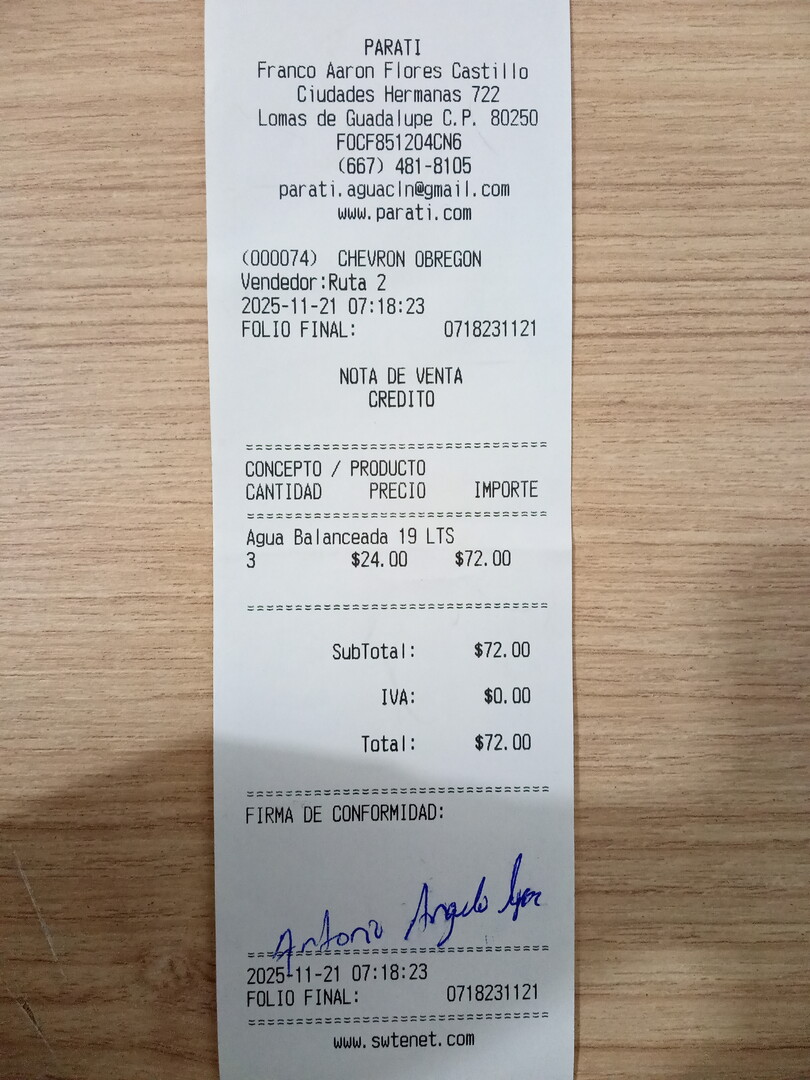 PARATI
Franco Aaron Flores Castillo
Ciudades Hermanas 722
Lomas de Guadalupe C.P. 80250
FOCF851204CN6
(667) 481-8105
parati.aguacln@gmail.com
www.parati.com
(000074) CHEVRON OBREGON
Vendedor:Ruta 2
2025-11-21 07:18:23
FOLIO FINAL: 0718231121
NOTA DE VENTA
CREDITO
CONCEPTO / PRODUCTO
CANTIDAD PRECIO IMPORTE
Agua Balanceada 19 LTS
3 $24.00 $72.00
SubTotal: $72.00
IVA: $0.00
Total: $72.00
FIRMA DE CONFORMIDAD:
Antonio Angelo
2025-11-21 07:18:23
FOLIO FINAL: 0718231121
www.swtenet.com